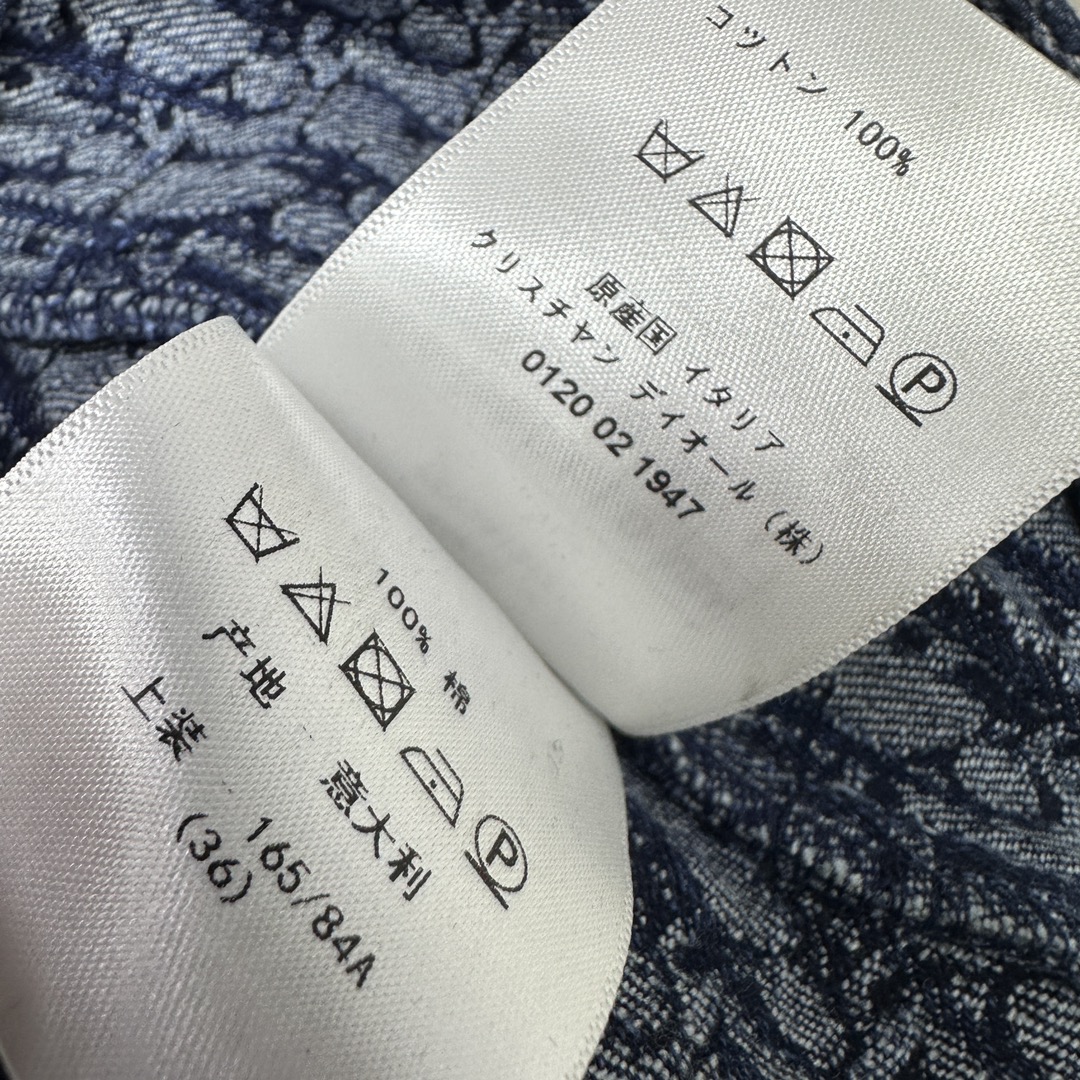 コットン 100%
P
原産国 イタリア
クリスチャン デイオール (株)
0120 02 1947
100% 棉
P
产地 意大利
上装 165/84A
(36)